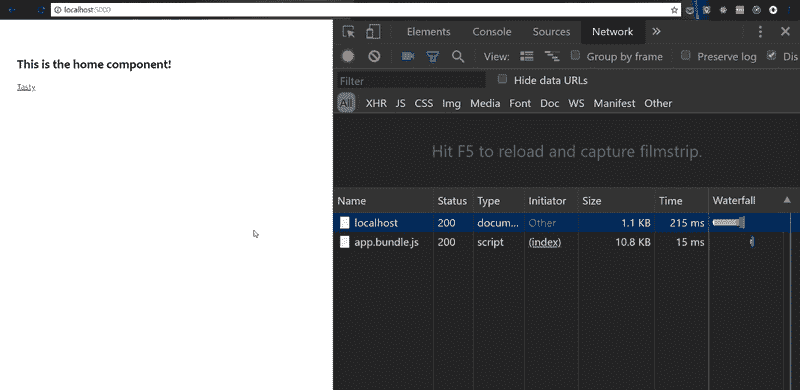 localhost:5000
This is the home component!
Tasty
Elements Console Sources Network »
View: Group by frame Preserve log Dis
Filter Hide data URLs
All XHR JS CSS Img Media Font Doc WS Manifest Other
Hit F5 to reload and capture filmstrip.
Name Status Type Initiator Size Time Waterfall
localhost 200 docum... Other 1.1 KB 215 ms
app.bundle.js 200 script (index) 10.8 KB 15 ms